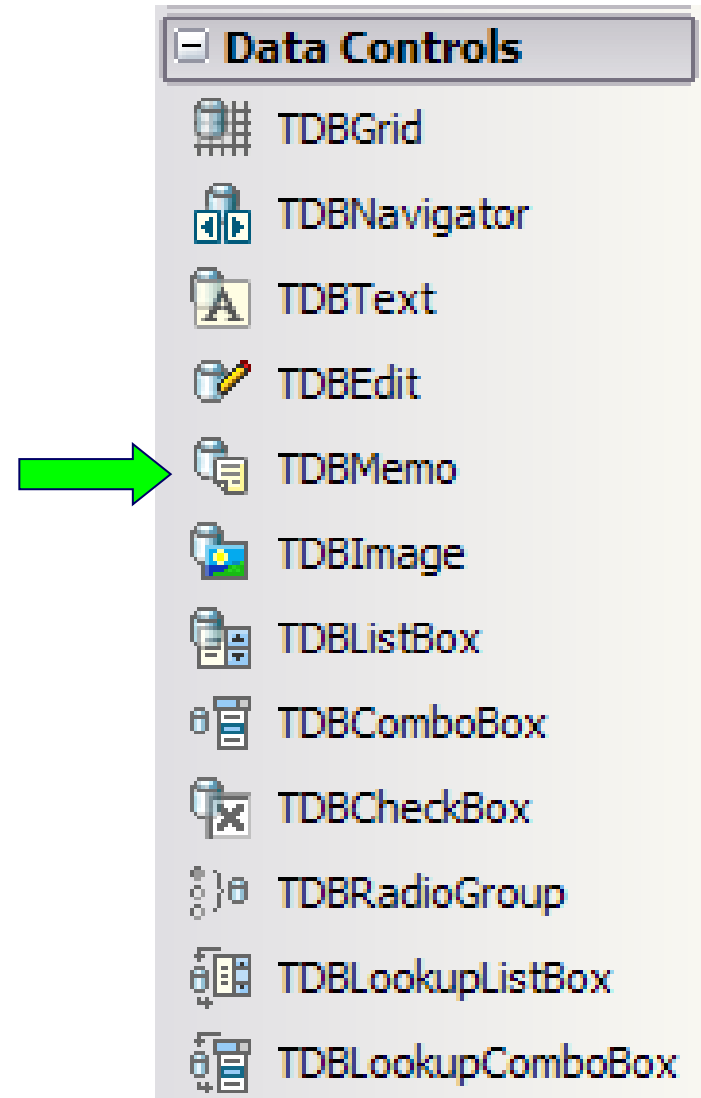 Data Controls
TDBGrid
TDBNavigator
TDBText
TDBEdit
TDBMemo
TDBImage
TDBListBox
TDBComboBox
TDBCheckBox
TDBRadioGroup
TDBLookupListBox
TDBLookupComboBox